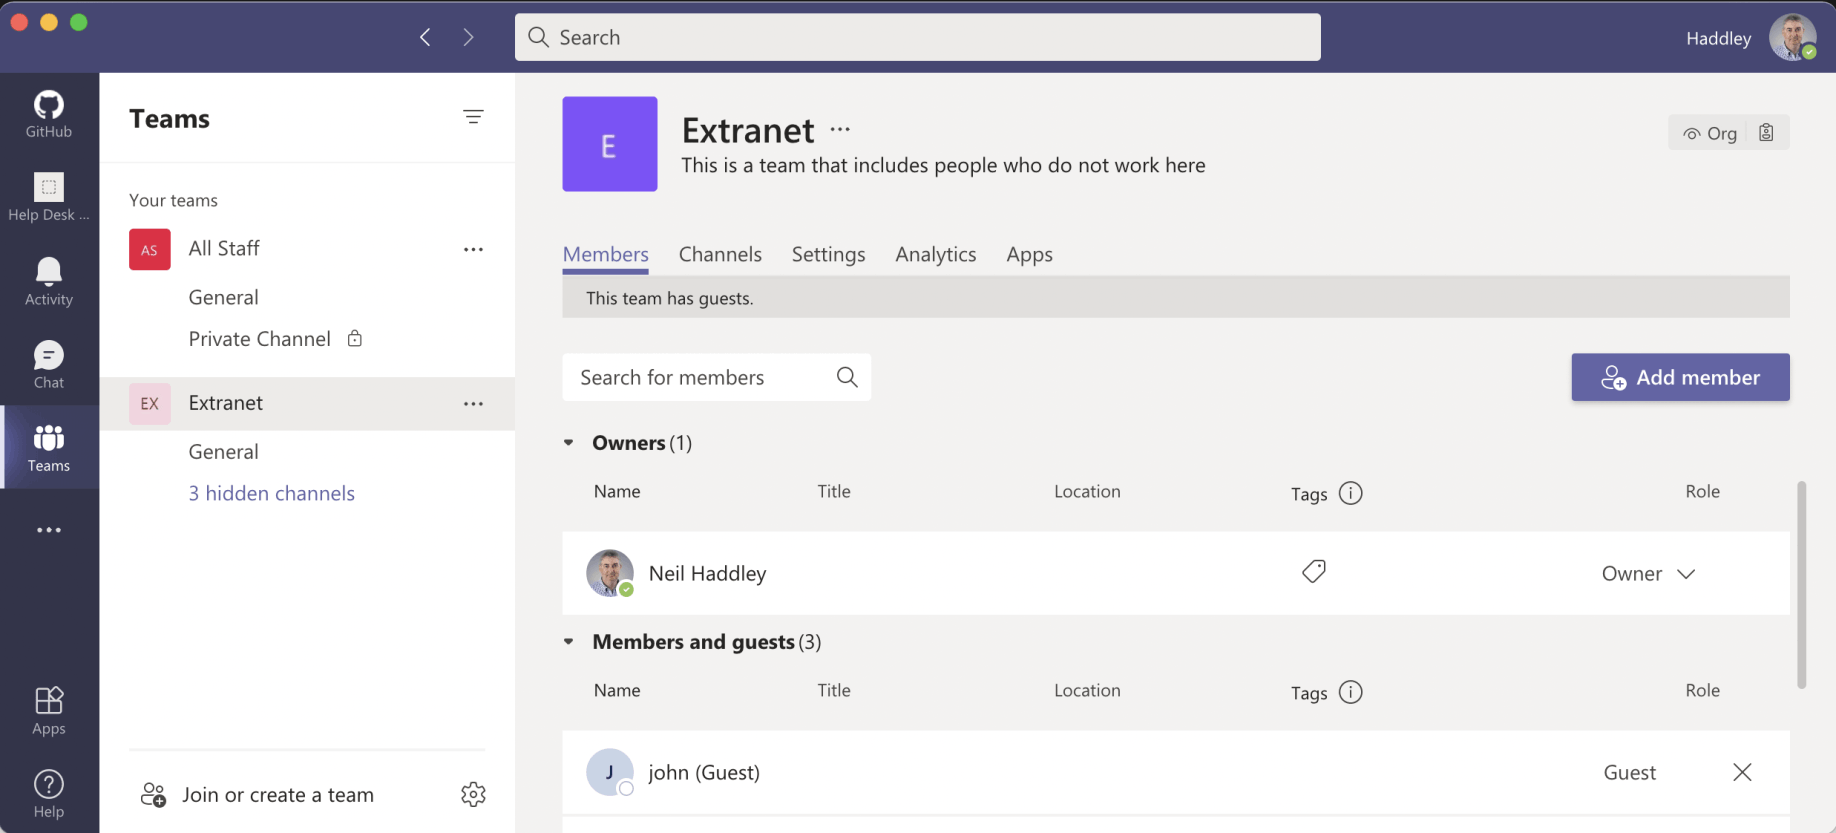 Search
Haddley
GitHub
Help Desk ...
Activity
Chat
Teams
Apps
Help
Teams
Your teams
AS All Staff
General
Private Channel
EX Extranet
General
3 hidden channels
Join or create a team
E
Extranet
This is a team that includes people who do not work here
Org
Members Channels Settings Analytics Apps
This team has guests.
Search for members
Add member
Owners (1)
Name Title Location Tags Role
Neil Haddley Owner
Members and guests (3)
Name Title Location Tags Role
J john (Guest) Guest